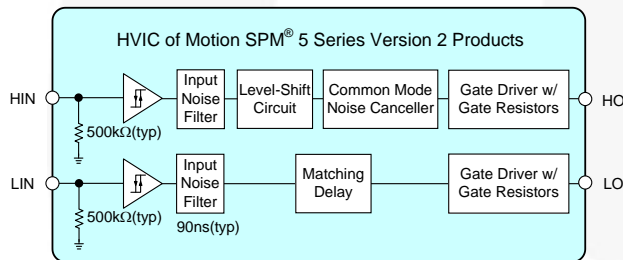 HVIC of Motion SPM® 5 Series Version 2 Products
HIN
500kΩ(typ)
Input
Noise
Filter
Level-Shift
Circuit
Common Mode
Noise Canceller
Gate Driver w/
Gate Resistors
HO
LIN
500kΩ(typ)
Input
Noise
Filter
90ns(typ)
Matching
Delay
Gate Driver w/
Gate Resistors
LO